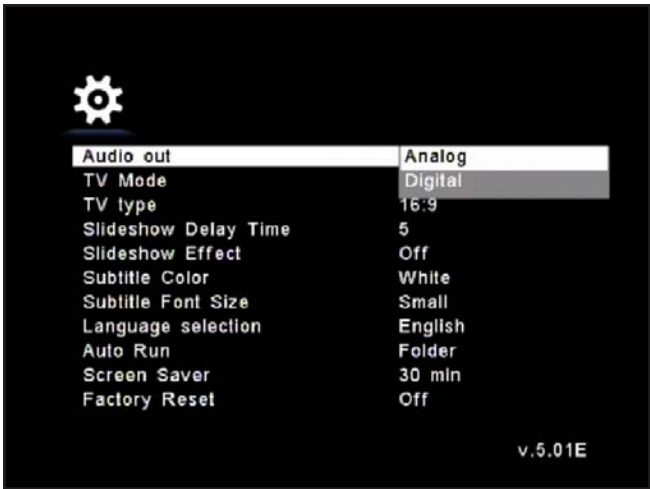 Audio out Analog
TV Mode Digital
TV type 16:9
Slideshow Delay Time 5
Slideshow Effect Off
Subtitle Color White
Subtitle Font Size Small
Language selection English
Auto Run Folder
Screen Saver 30 min
Factory Reset Off
v.5.01E